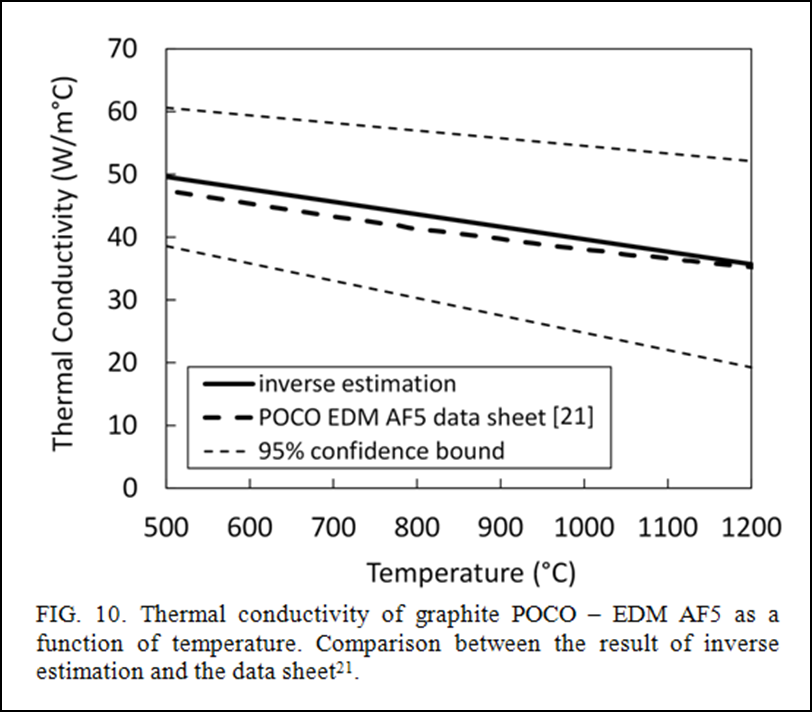 70
60
50
40
30
20
10
0
Thermal Conductivity (W/m°C)
inverse estimation
POCO EDM AF5 data sheet [21]
95% confidence bound
500 600 700 800 900 1000 1100 1200
Temperature (°C)
FIG. 10. Thermal conductivity of graphite POCO – EDM AF5 as a
function of temperature. Comparison between the result of inverse
estimation and the data sheet²¹.